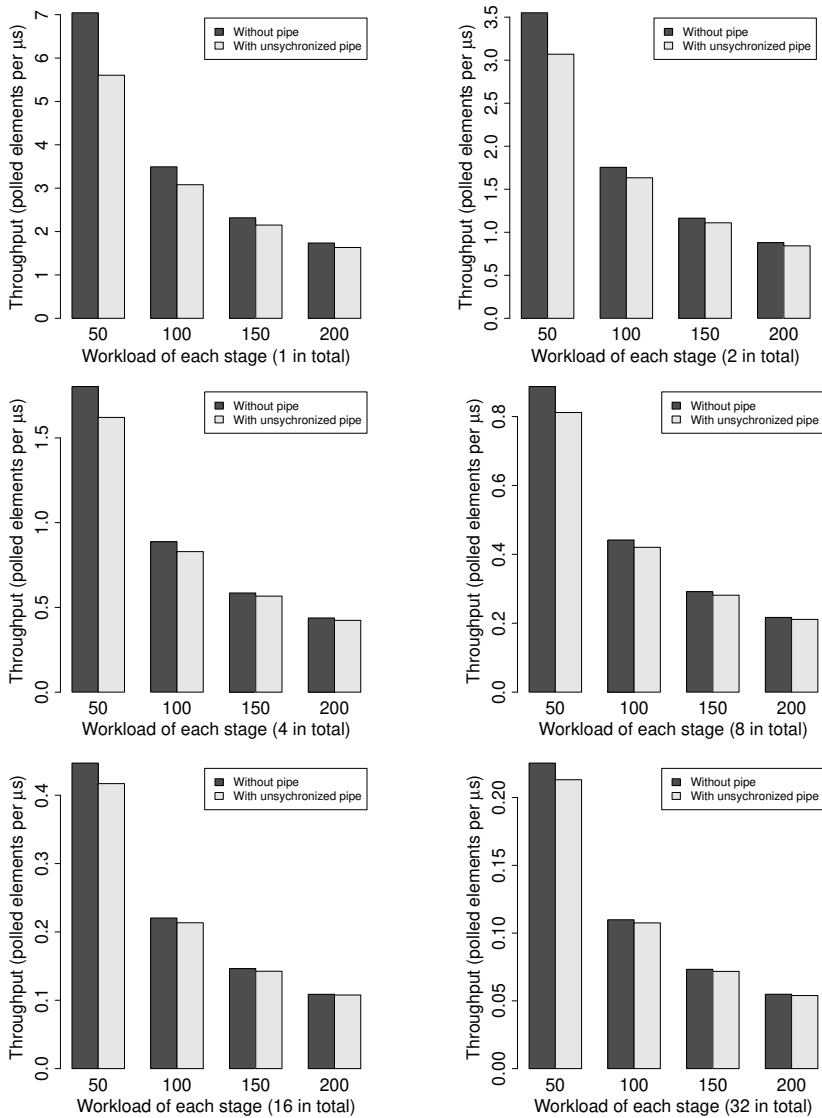 Throughput (polled elements per µs)
0 1 2 3 4 5 6 7
Without pipe
With unsychronized pipe
50 100 150 200
Workload of each stage (1 in total)
Throughput (polled elements per µs)
0.0 0.5 1.0 1.5 2.0 2.5 3.0 3.5
Without pipe
With unsychronized pipe
50 100 150 200
Workload of each stage (2 in total)
Throughput (polled elements per µs)
0.0 0.5 1.0 1.5
Without pipe
With unsychronized pipe
50 100 150 200
Workload of each stage (4 in total)
Throughput (polled elements per µs)
0.0 0.2 0.4 0.6 0.8
Without pipe
With unsychronized pipe
50 100 150 200
Workload of each stage (8 in total)
Throughput (polled elements per µs)
0.0 0.1 0.2 0.3 0.4
Without pipe
With unsychronized pipe
50 100 150 200
Workload of each stage (16 in total)
Throughput (polled elements per µs)
0.00 0.05 0.10 0.15 0.20
Without pipe
With unsychronized pipe
50 100 150 200
Workload of each stage (32 in total)